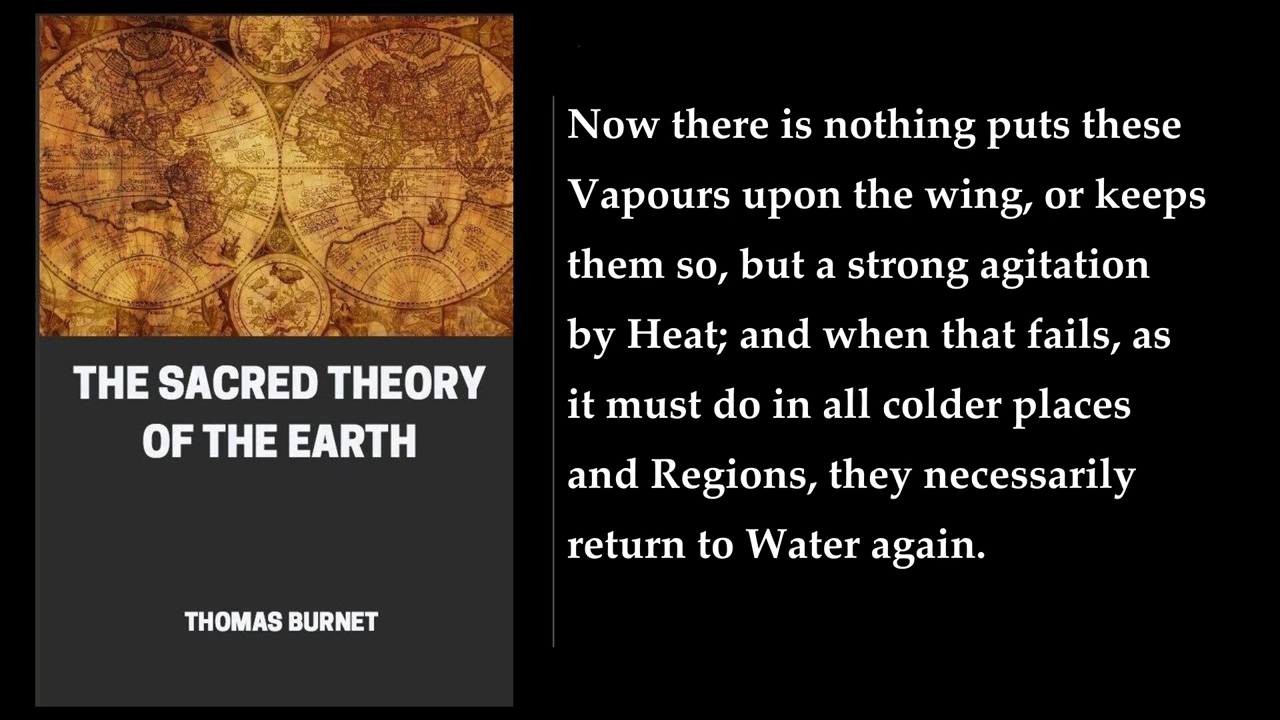 THE SACRED THEORY
OF THE EARTH
THOMAS BURNET
Now there is nothing puts these
Vapours upon the wing, or keeps
them so, but a strong agitation
by Heat; and when that fails, as
it must do in all colder places
and Regions, they necessarily
return to Water again.